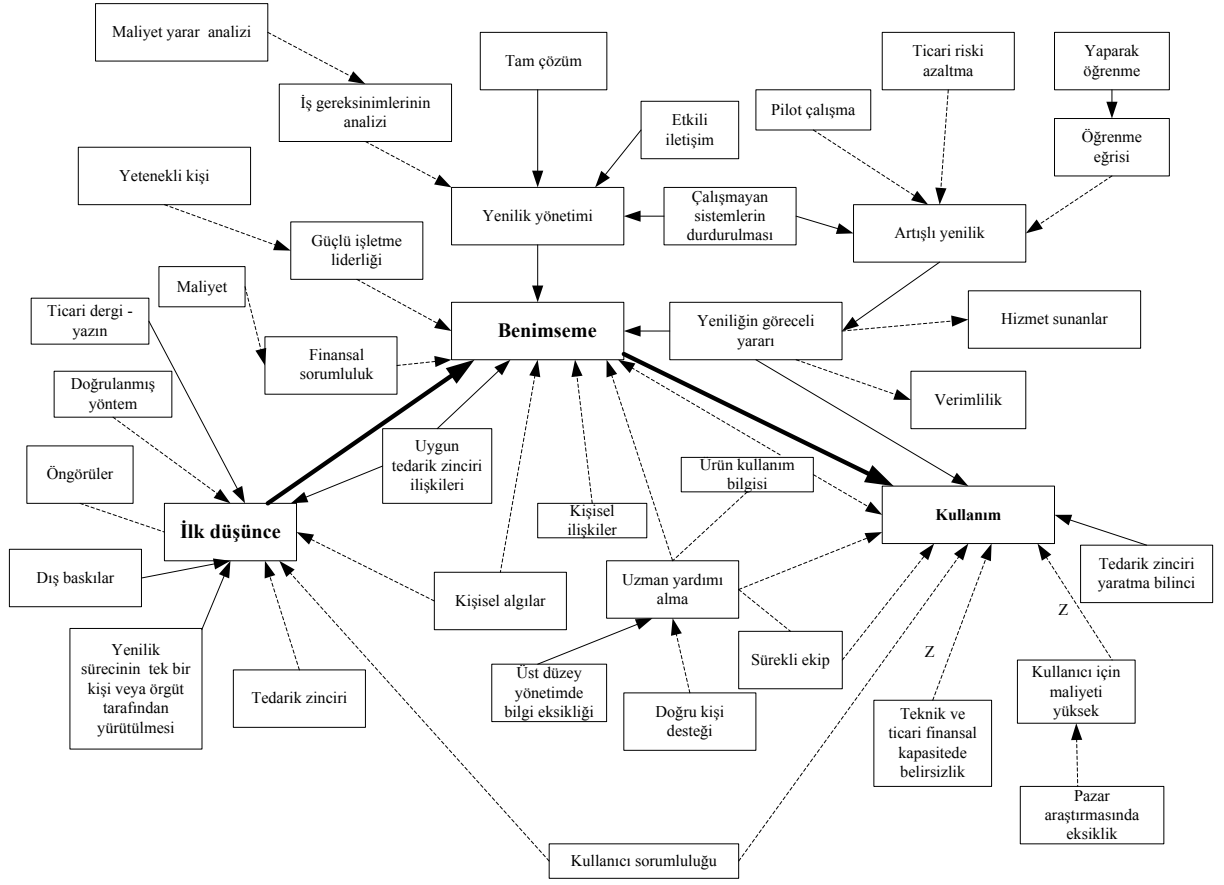 Maliyet yarar analizi
Tam çözüm
Ticari riski
azaltma
Yaparak
öğrenme
İş gereksinimlerinin
analizi
Etkili
iletişim
Pilot çalışma
Öğrenme
eğrisi
Yetenekli kişi
Yenilik yönetimi
Çalışmayan
sistemlerin
durdurulması
Artışlı yenilik
Güçlü işletme
liderliği
Maliyet
Ticari dergi -
yazın
Benimseme
Yeniliğin göreceli
yararı
Hizmet sunanlar
Finansal
sorumluluk
Doğrulanmış
yöntem
Verimlilik
Öngörüler
Uygun
tedarik zinciri
ilişkileri
Ürün kullanım
bilgisi
İlk düşünce
Kişisel
ilişkiler
Kullanım
Dış baskılar
Kişisel algılar
Uzman yardımı
alma
Tedarik zinciri
yaratma bilinci
Z
Z
Yenilik
sürecinin tek bir
kişi veya örgüt
tarafından
yürütülmesi
Tedarik zinciri
Üst düzey
yönetimde
bilgi eksikliği
Doğru kişi
desteği
Sürekli ekip
Teknik ve
ticari finansal
kapasitede
belirsizlik
Kullanıcı için
maliyeti
yüksek
Pazar
araştırmasında
eksiklik
Kullanıcı sorumluluğu